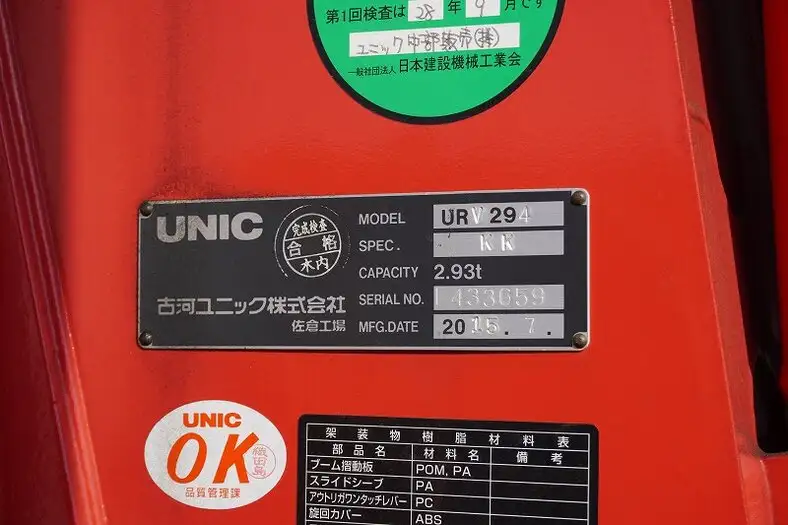 第1回検査は 28 年 9 月です
ユニック中部販売(株)
一般社団法人 日本建設機械工業会
UNIC
完成検査
合格
木内
MODEL URV294
SPEC. KK
CAPACITY 2.93t
SERIAL NO. 1433659
MFG.DATE 2015.7.
古河ユニック株式会社
佐倉工場
UNIC
OK
品質管理課
架装物樹脂材料表
部品名 材料名 備考
ブーム摺動板 POM, PA
スライドシーブ PA
アウトリガワンタッチレバー PC
旋回カバー ABS